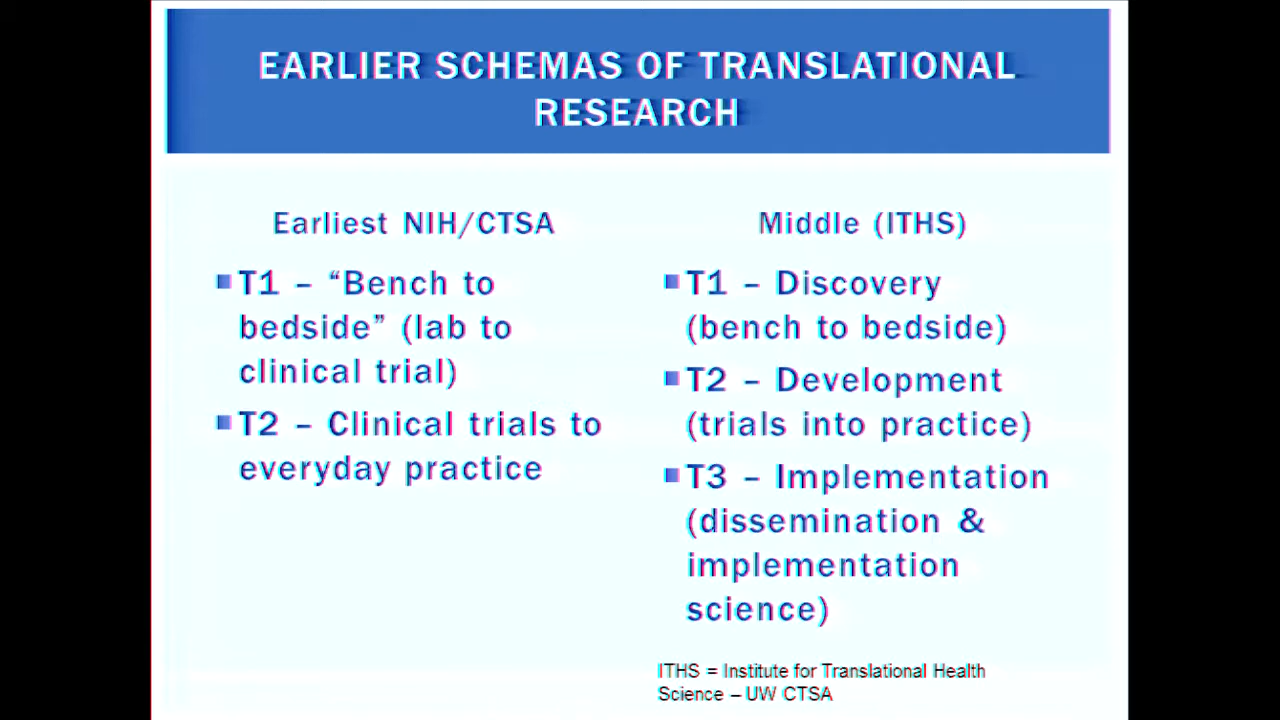 EARLIER SCHEMAS OF TRANSLATIONAL
RESEARCH
Earliest NIH/CTSA
T1 – “Bench to
bedside” (lab to
clinical trial)
T2 – Clinical trials to
everyday practice
Middle (ITHS)
T1 – Discovery
(bench to bedside)
T2 – Development
(trials into practice)
T3 – Implementation
(dissemination &
implementation
science)
ITHS = Institute for Translational Health
Science – UW CTSA